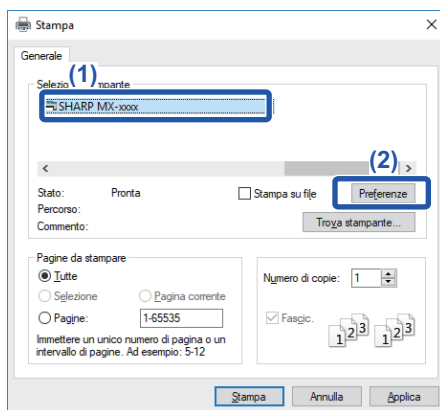 Stampa
Generale
(1)
Selezio mpante
SHARP MX-xxxx
(2)
Stato: Pronta
Stampa su file
Preferenze
Percorso:
Commento:
Trova stampante...
Pagine da stampare
Tutte
Selezione
Pagina corrente
Pagine: 1-65535
Immettere un unico numero di pagina o un
intervallo di pagine. Ad esempio: 5-12
Numero di copie: 1
Fascic.
1 2 3 1 2 3
Stampa Annulla Applica